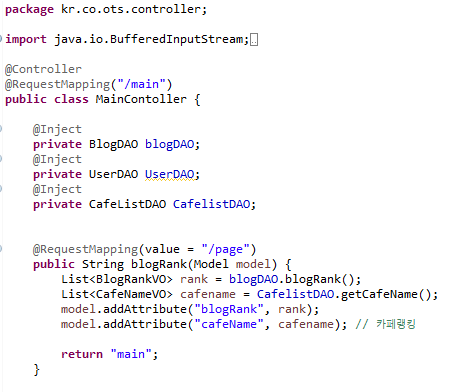 package kr.co.ots.controller;
import java.io.BufferedInputStream;
@Controller
@RequestMapping("/main")
public class MainContoller {
@Inject
private BlogDAO blogDAO;
@Inject
private UserDAO UserDAO;
@Inject
private CafeListDAO CafelistDAO;
@RequestMapping(value = "/page")
public String blogRank(Model model) {
List<BlogRankVO> rank = blogDAO.blogRank();
List<CafeNameVO> cafename = CafelistDAO.getCafeName();
model.addAttribute("blogRank", rank);
model.addAttribute("cafeName", cafename); // 카페랭킹
return "main";
}